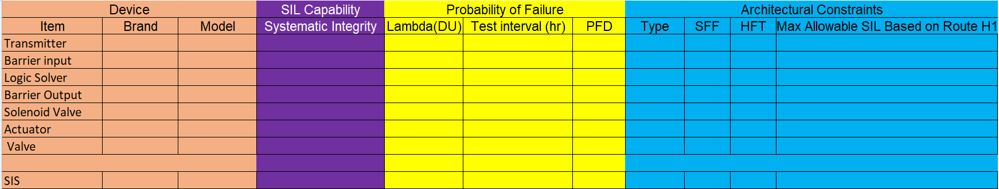 Device SIL Capability Probability of Failure Architectural Constraints
Item Brand Model Systematic Integrity Lambda(DU) Test interval (hr) PFD Type SFF HFT Max Allowable SIL Based on Route H1
Transmitter
Barrier input
Logic Solver
Barrier Output
Solenoid Valve
Actuator
Valve
SIS